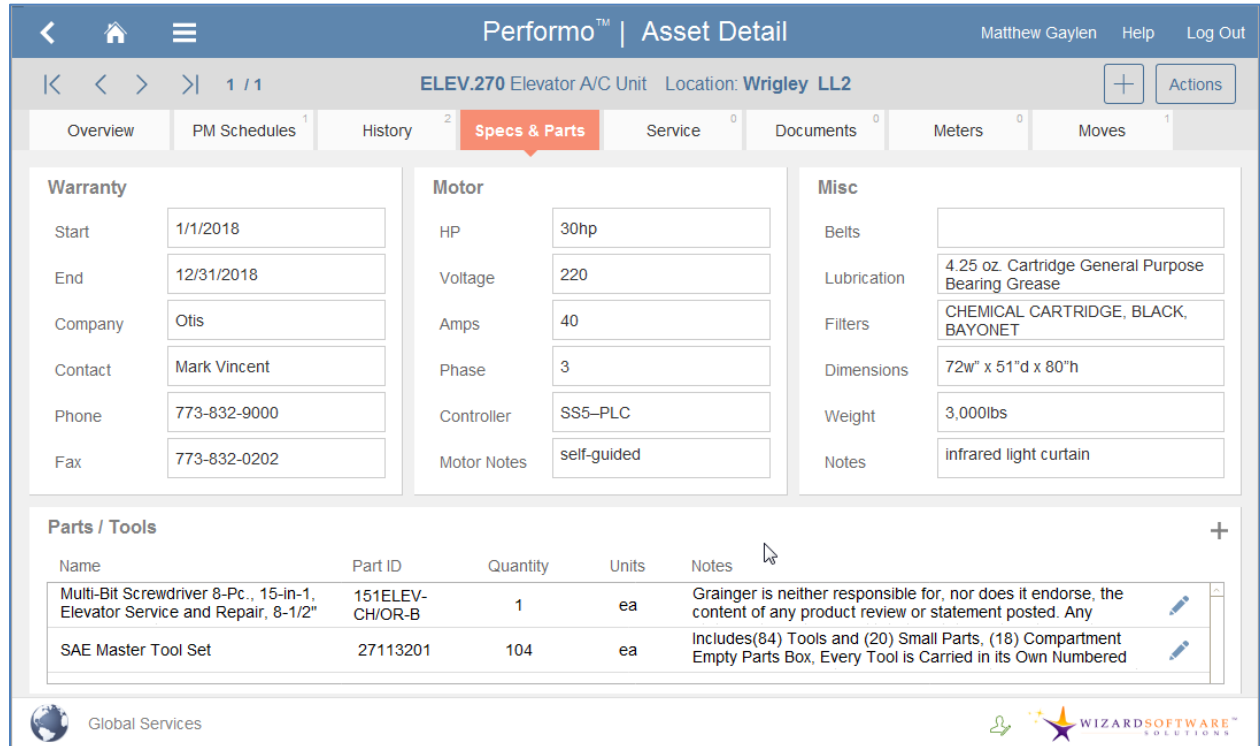 Performo™ | Asset Detail
Matthew Gaylen Help Log Out
1 / 1
ELEV.270 Elevator A/C Unit Location: Wrigley LL2
Actions
Overview
PM Schedules 1
History 2
Specs & Parts
Service 0
Documents 0
Meters 0
Moves 1
Warranty
Start 1/1/2018
End 12/31/2018
Company Otis
Contact Mark Vincent
Phone 773-832-9000
Fax 773-832-0202
Motor
HP 30hp
Voltage 220
Amps 40
Phase 3
Controller SS5–PLC
Motor Notes self-guided
Misc
Belts
Lubrication 4.25 oz. Cartridge General Purpose
Bearing Grease
Filters CHEMICAL CARTRIDGE, BLACK,
BAYONET
Dimensions 72w" x 51"d x 80"h
Weight 3,000lbs
Notes infrared light curtain
Parts / Tools
Name Part ID Quantity Units Notes
Multi-Bit Screwdriver 8-Pc., 15-in-1,
Elevator Service and Repair, 8-1/2"
151ELEV-
CH/OR-B
1
ea
Grainger is neither responsible for, nor does it endorse, the
content of any product review or statement posted. Any
SAE Master Tool Set
27113201
104
ea
Includes(84) Tools and (20) Small Parts, (18) Compartment
Empty Parts Box, Every Tool is Carried in its Own Numbered
Global Services
WIZARDSOFTWARE™
SOLUTIONS